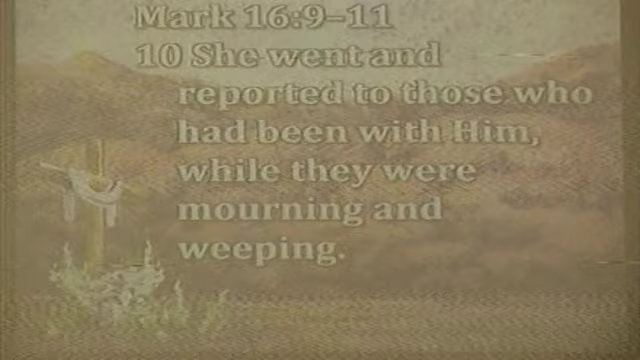 Mark 16:9–11
10 She went and
reported to those who
had been with Him,
while they were
mourning and
weeping.